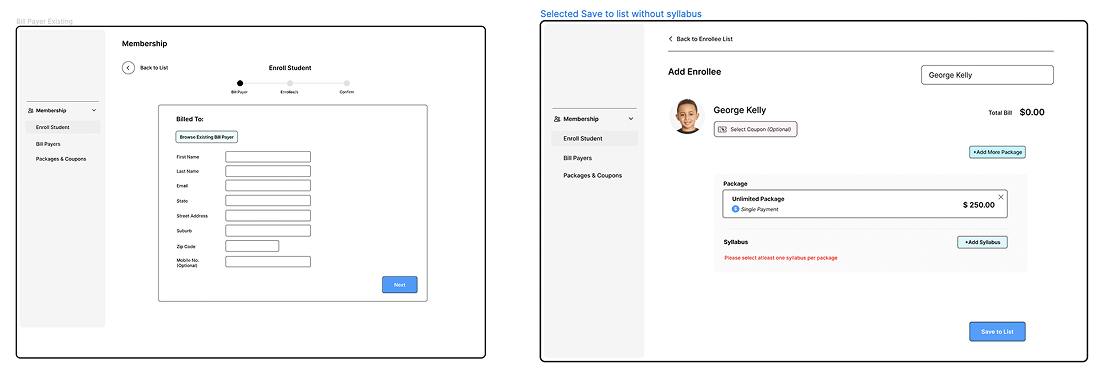 Bill Payer Existing
Membership
Back to List
Enroll Student
Bill Payer
Enrollee/s
Confirm
Membership
Enroll Student
Bill Payers
Packages & Coupons
Billed To:
Browse Existing Bill Payer
First Name
Last Name
Email
State
Street Address
Suburb
Zip Code
Mobile No.
(Optional)
Next
Selected Save to list without syllabus
Back to Enrollee List
Add Enrollee
George Kelly
Membership
Enroll Student
Bill Payers
Packages & Coupons
George Kelly
Select Coupon (Optional)
Total Bill $0.00
+Add More Package
Package
Unlimited Package
$ 250.00
Single Payment
Syllabus
+Add Syllabus
Please select atleast one syllabus per package
Save to List